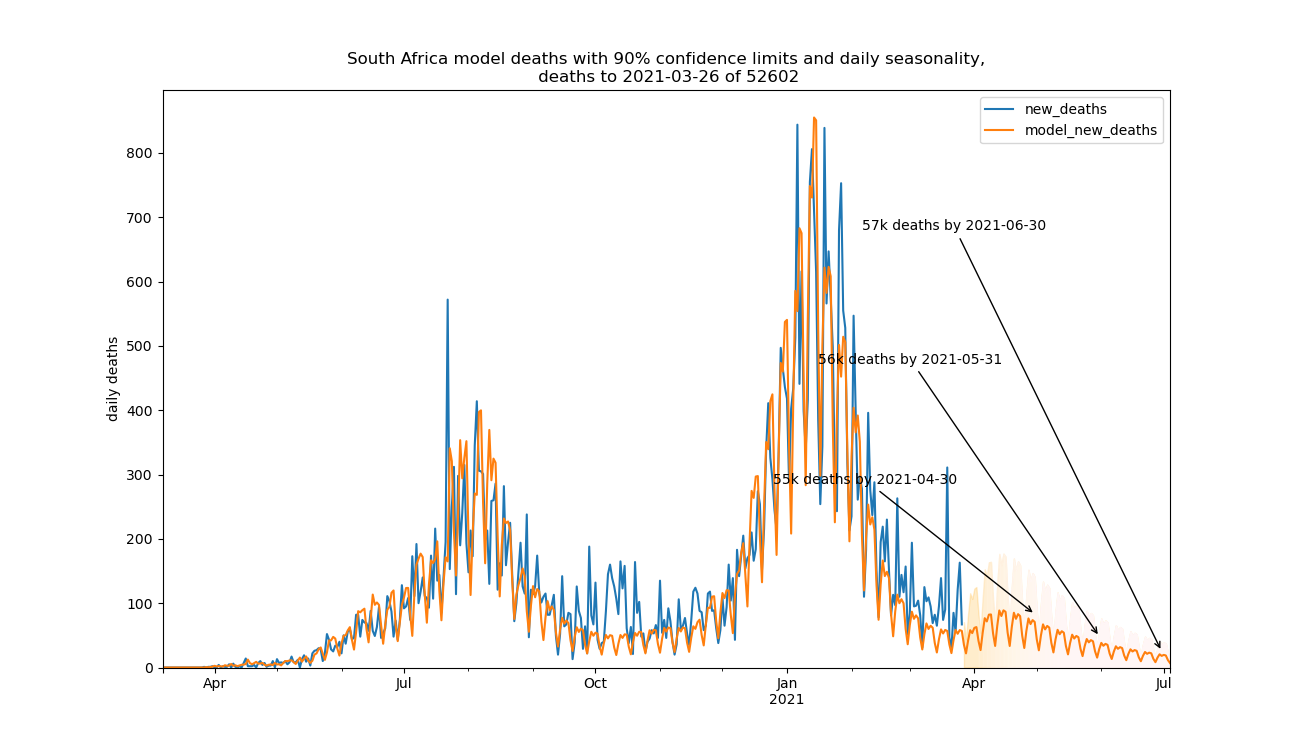 South Africa model deaths with 90% confidence limits and daily seasonality,
deaths to 2021-03-26 of 52602
new_deaths
model_new_deaths
daily deaths
800
700
600
500
400
300
200
100
0
57k deaths by 2021-06-30
56k deaths by 2021-05-31
55k deaths by 2021-04-30
Apr
Jul
Oct
Jan
2021
Apr
Jul